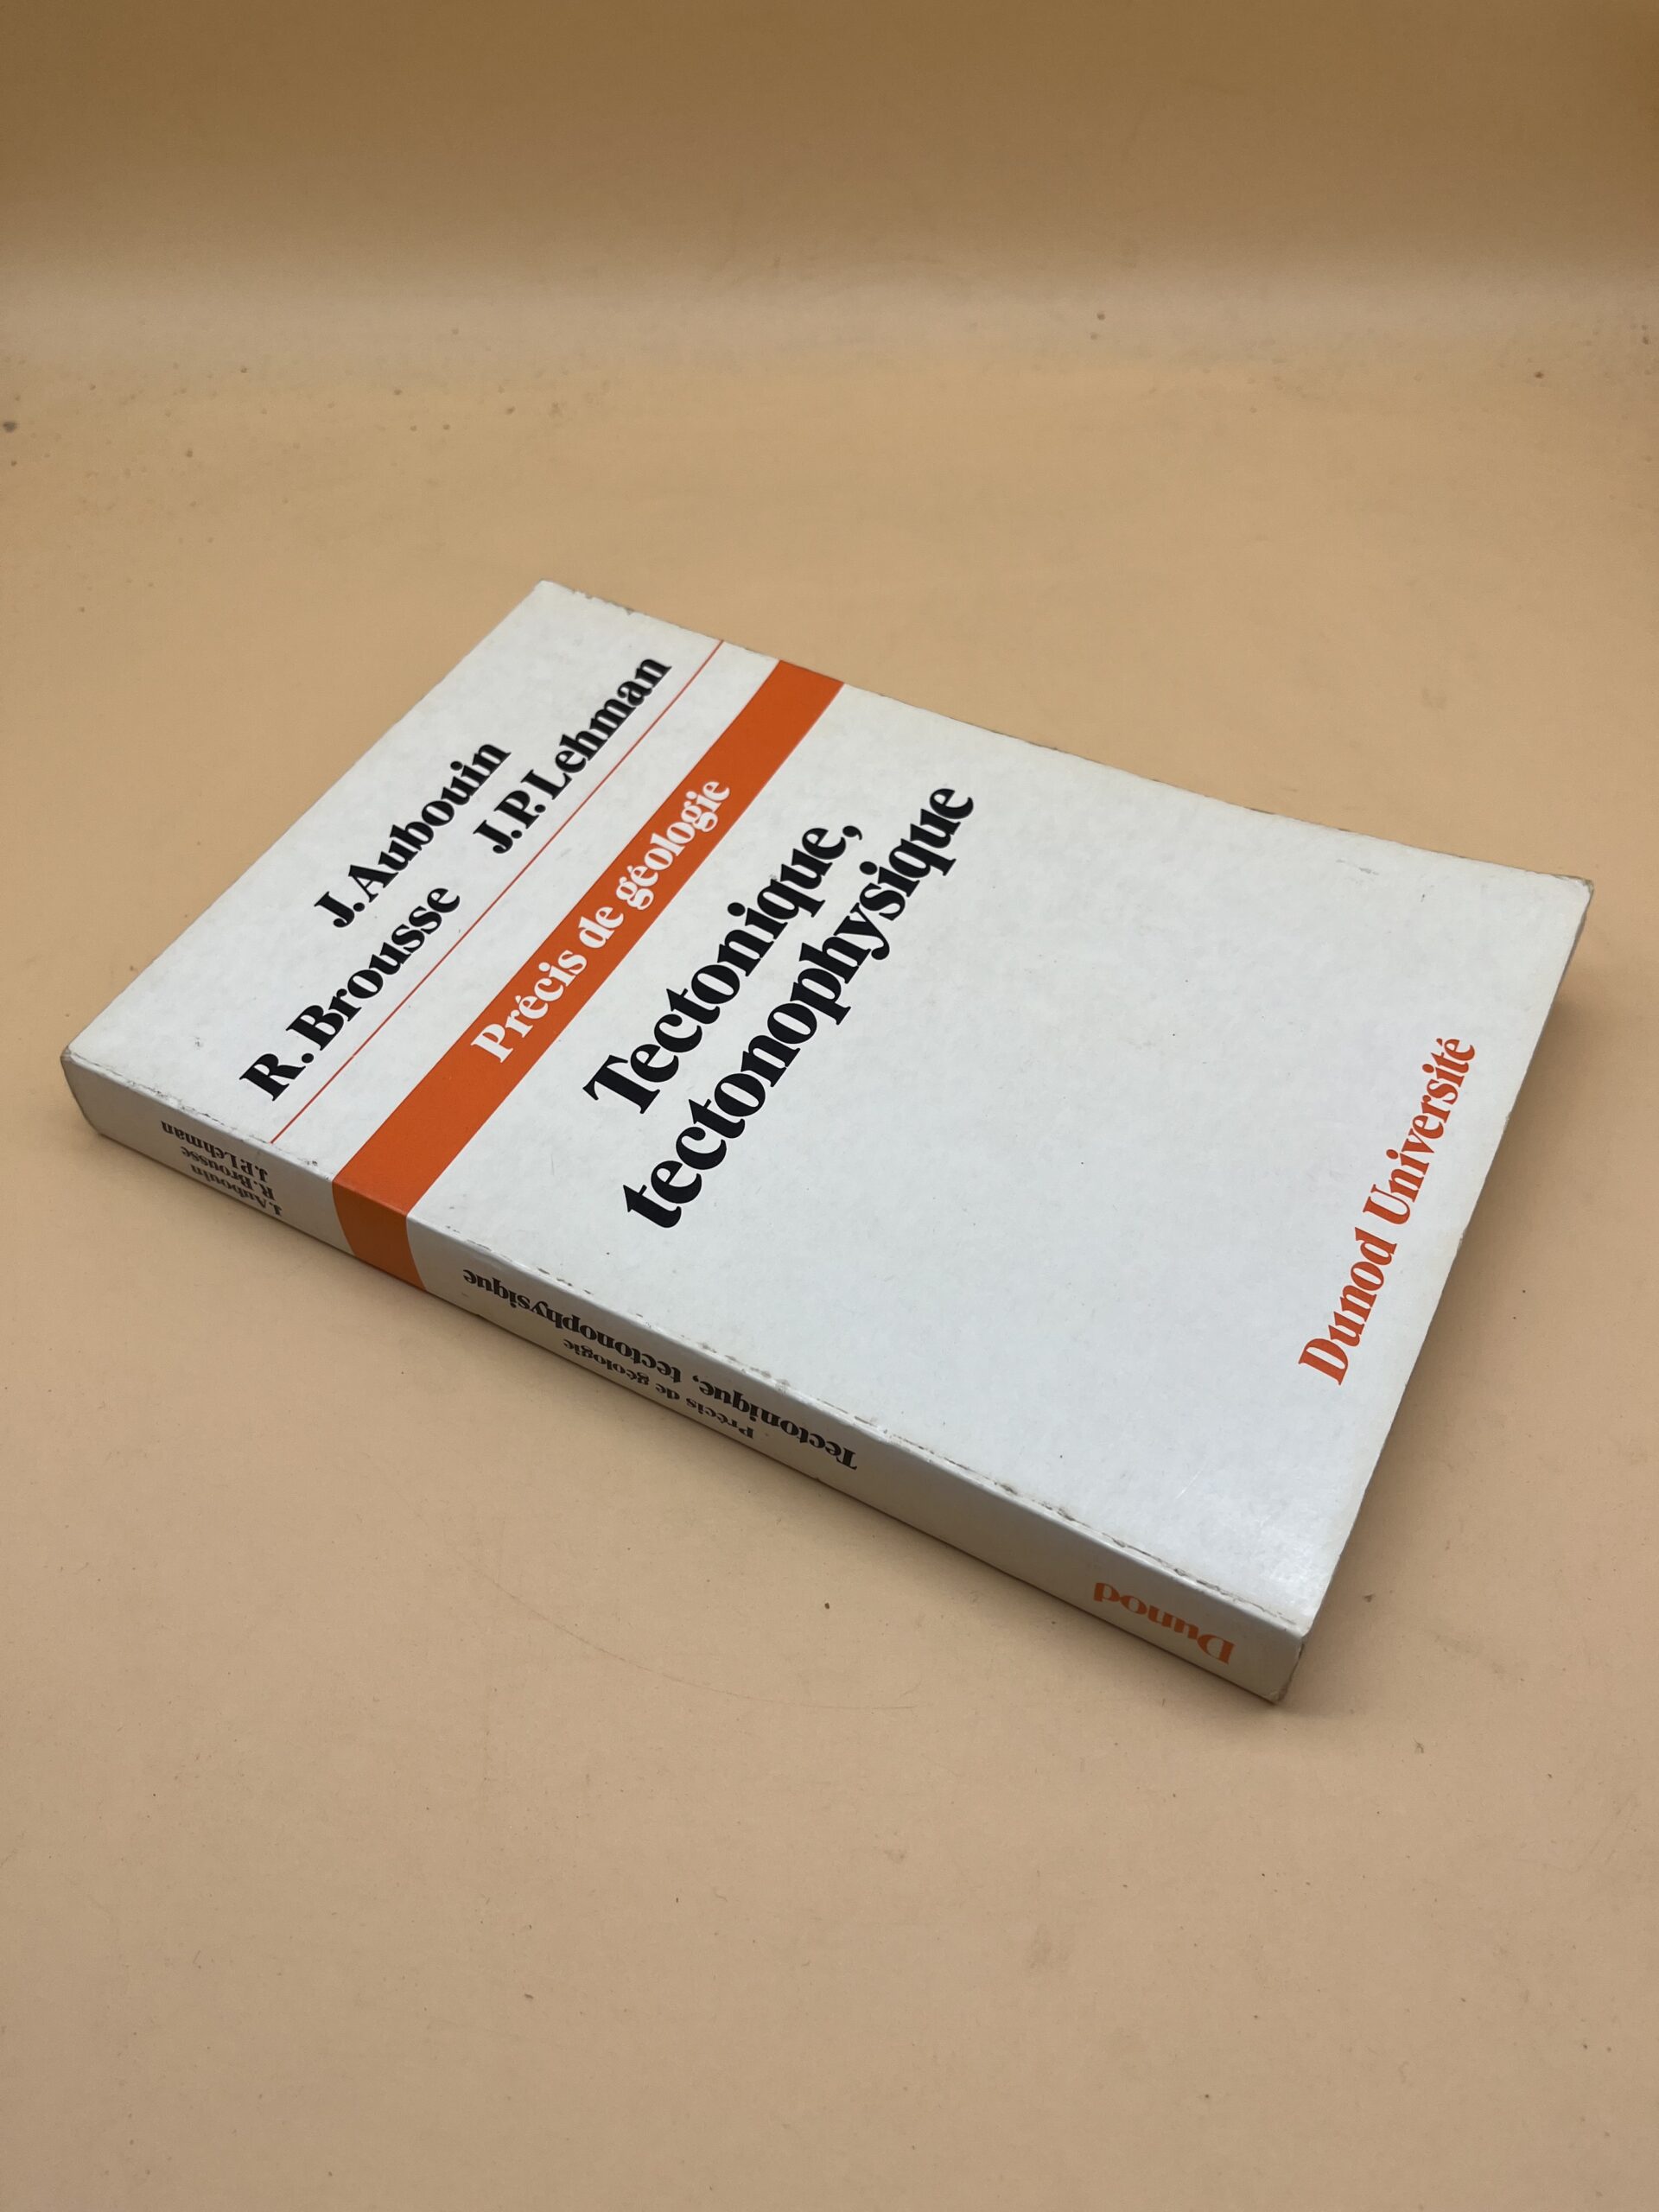 J. Aubouin
R. Brousse J.P. Lehman
Précis de géologie
Tectonique,
tectonophysique
Dunod Université
J. Aubouin
R. Brousse
J.P. Lehman
Précis de géologie
Tectonique, tectonophysique
Dunod